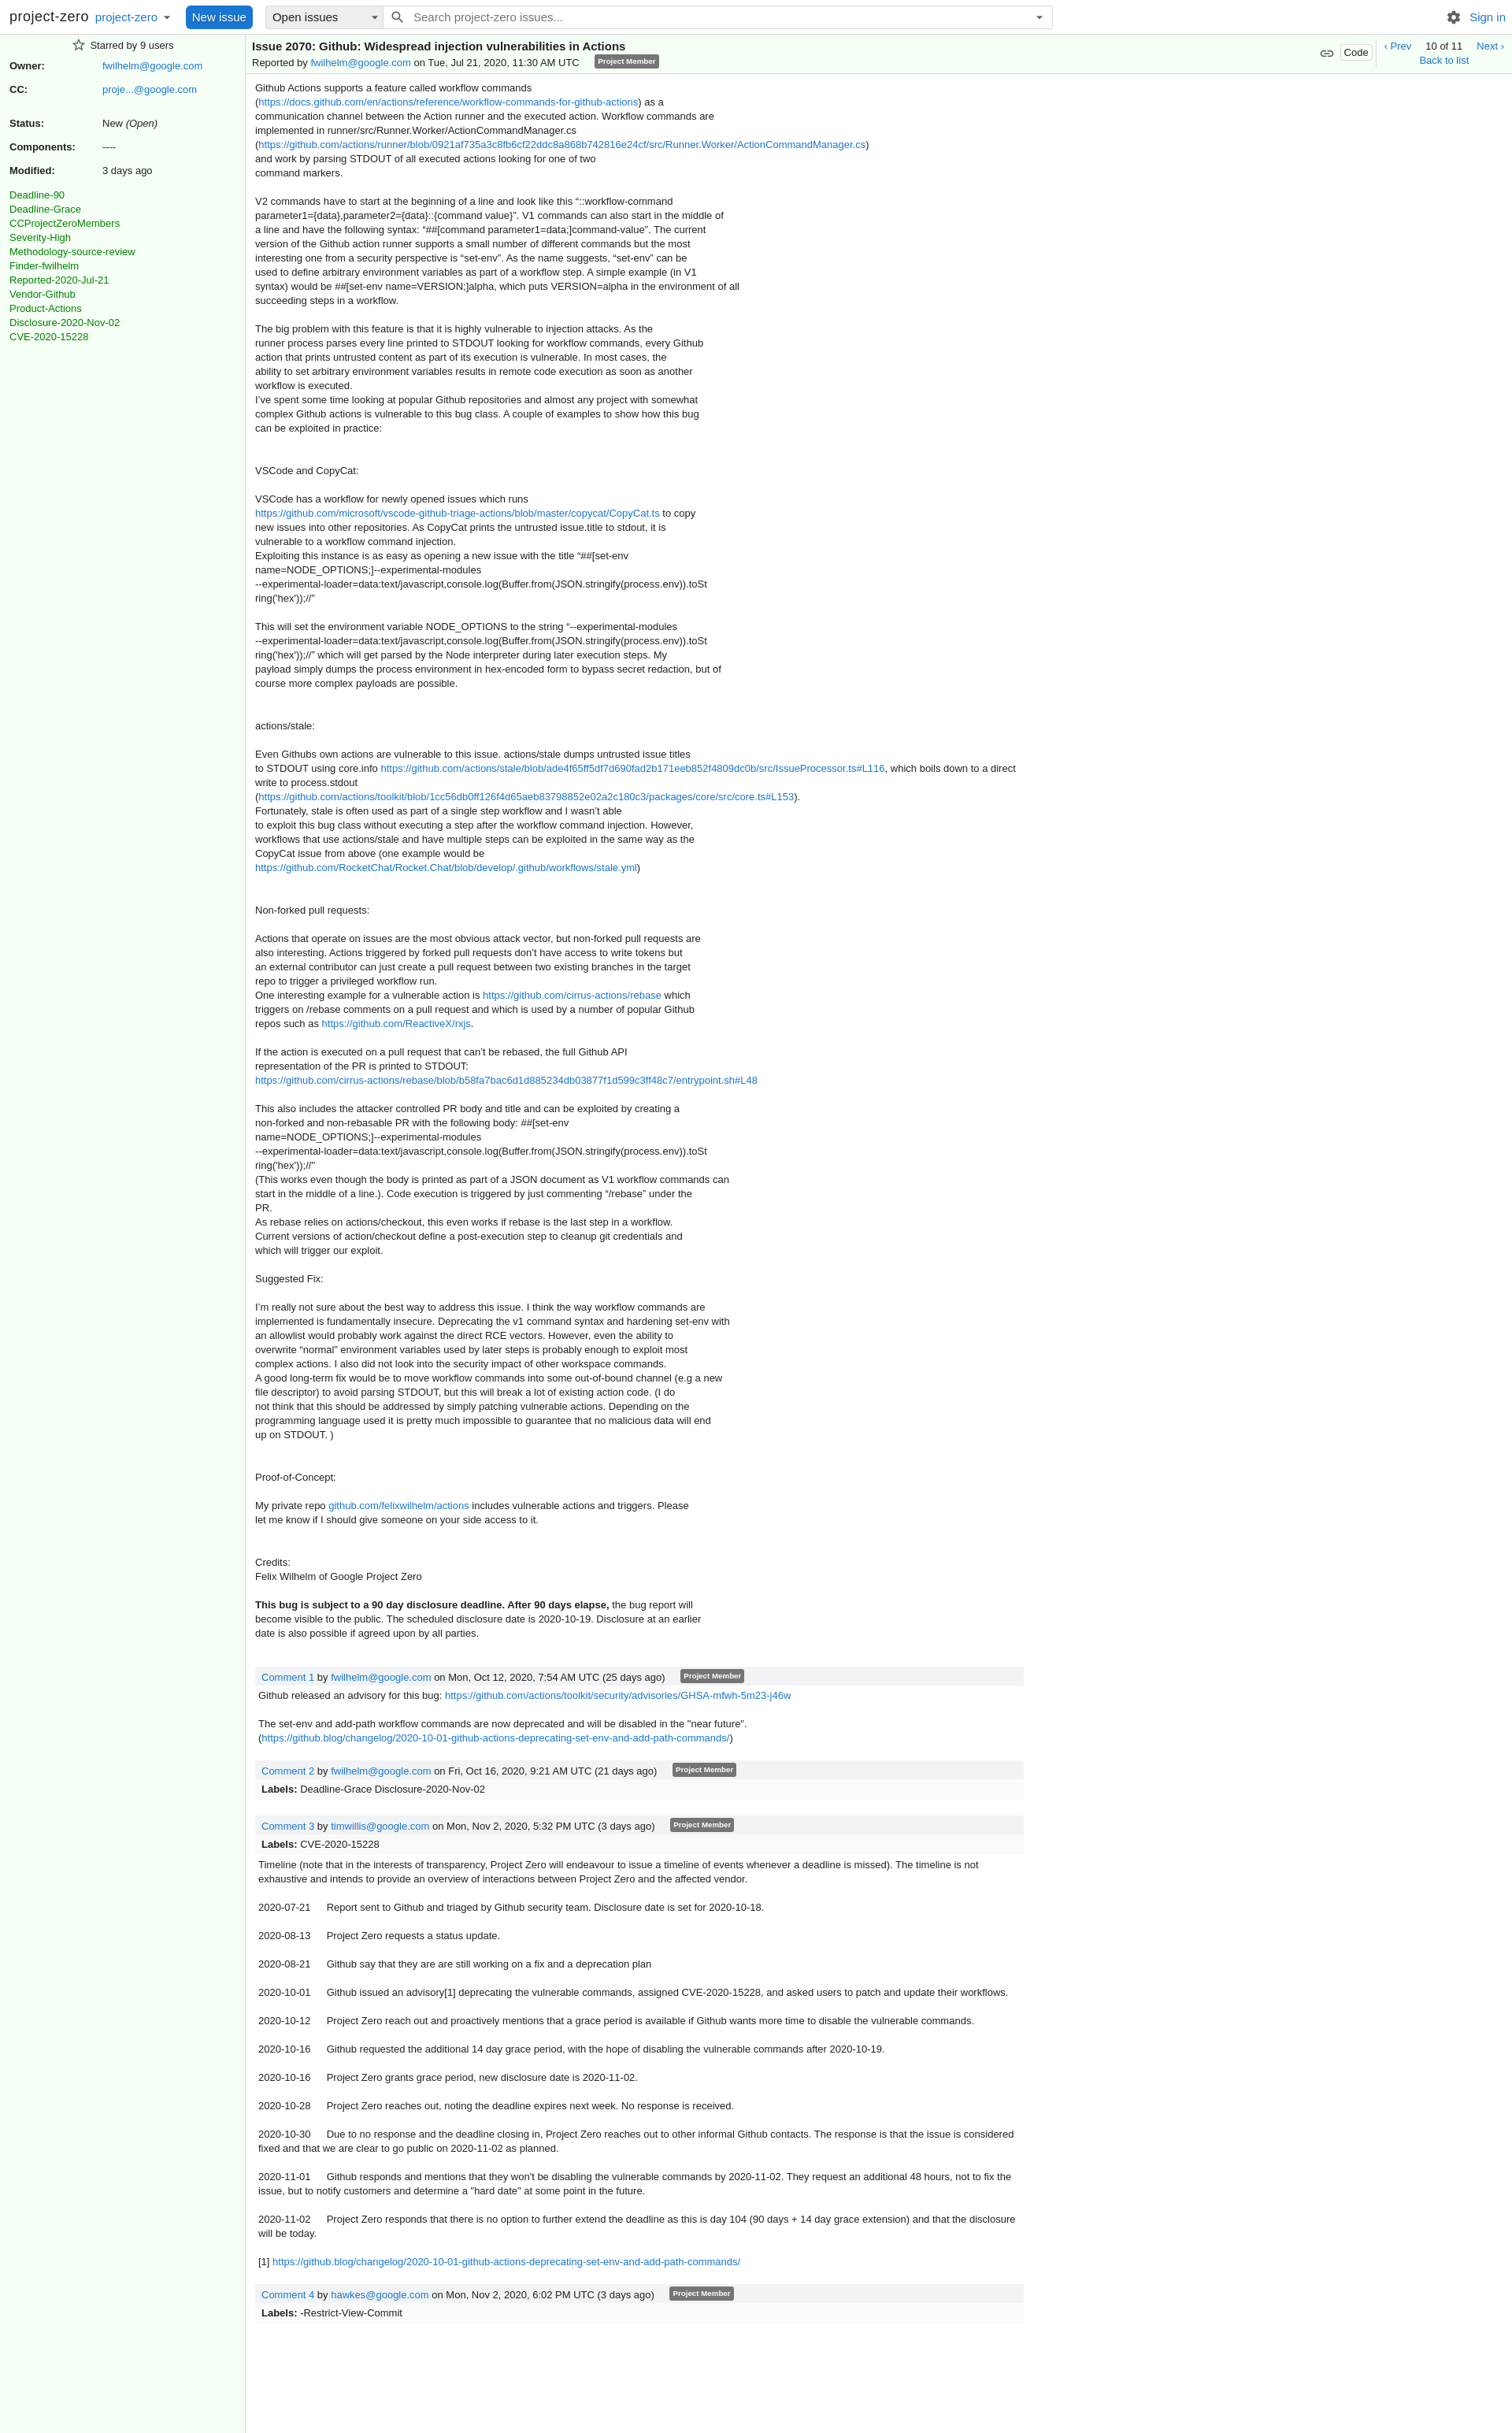 project-zero project-zero New issue Open issues Search project-zero issues... Sign in
Starred by 9 users
Owner: fwilhelm@google.com
CC: proje...@google.com
Status: New (Open)
Components: ----
Modified: 3 days ago
Deadline-90
Deadline-Grace
CCProjectZeroMembers
Severity-High
Methodology-source-review
Finder-fwilhelm
Reported-2020-Jul-21
Vendor-Github
Product-Actions
Disclosure-2020-Nov-02
CVE-2020-15228
Issue 2070: Github: Widespread injection vulnerabilities in Actions
Reported by fwilhelm@google.com on Tue, Jul 21, 2020, 11:30 AM UTC Project Member
Code
‹ Prev 10 of 11 Next ›
Back to list
Github Actions supports a feature called workflow commands
(https://docs.github.com/en/actions/reference/workflow-commands-for-github-actions) as a
communication channel between the Action runner and the executed action. Workflow commands are
implemented in runner/src/Runner.Worker/ActionCommandManager.cs
(https://github.com/actions/runner/blob/0921af735a3c8fb6cf22ddc8a868b742816e24cf/src/Runner.Worker/ActionCommandManager.cs)
and work by parsing STDOUT of all executed actions looking for one of two
command markers.
V2 commands have to start at the beginning of a line and look like this “::workflow-command
parameter1={data},parameter2={data}::{command value}”. V1 commands can also start in the middle of
a line and have the following syntax: “##[command parameter1=data;]command-value”. The current
version of the Github action runner supports a small number of different commands but the most
interesting one from a security perspective is “set-env”. As the name suggests, “set-env” can be
used to define arbitrary environment variables as part of a workflow step. A simple example (in V1
syntax) would be ##[set-env name=VERSION;]alpha, which puts VERSION=alpha in the environment of all
succeeding steps in a workflow.
The big problem with this feature is that it is highly vulnerable to injection attacks. As the
runner process parses every line printed to STDOUT looking for workflow commands, every Github
action that prints untrusted content as part of its execution is vulnerable. In most cases, the
ability to set arbitrary environment variables results in remote code execution as soon as another
workflow is executed.
I’ve spent some time looking at popular Github repositories and almost any project with somewhat
complex Github actions is vulnerable to this bug class. A couple of examples to show how this bug
can be exploited in practice:
VSCode and CopyCat:
VSCode has a workflow for newly opened issues which runs
https://github.com/microsoft/vscode-github-triage-actions/blob/master/copycat/CopyCat.ts to copy
new issues into other repositories. As CopyCat prints the untrusted issue.title to stdout, it is
vulnerable to a workflow command injection.
Exploiting this instance is as easy as opening a new issue with the title “##[set-env
name=NODE_OPTIONS;]--experimental-modules
--experimental-loader=data:text/javascript,console.log(Buffer.from(JSON.stringify(process.env)).toSt
ring('hex'));//”
This will set the environment variable NODE_OPTIONS to the string “--experimental-modules
--experimental-loader=data:text/javascript,console.log(Buffer.from(JSON.stringify(process.env)).toSt
ring('hex'));//” which will get parsed by the Node interpreter during later execution steps. My
payload simply dumps the process environment in hex-encoded form to bypass secret redaction, but of
course more complex payloads are possible.
actions/stale:
Even Githubs own actions are vulnerable to this issue. actions/stale dumps untrusted issue titles
to STDOUT using core.info https://github.com/actions/stale/blob/ade4f65ff5df7d690fad2b171eeb852f4809dc0b/src/IssueProcessor.ts#L116, which boils down to a direct
write to process.stdout
(https://github.com/actions/toolkit/blob/1cc56db0ff126f4d65aeb83798852e02a2c180c3/packages/core/src/core.ts#L153).
Fortunately, stale is often used as part of a single step workflow and I wasn’t able
to exploit this bug class without executing a step after the workflow command injection. However,
workflows that use actions/stale and have multiple steps can be exploited in the same way as the
CopyCat issue from above (one example would be
https://github.com/RocketChat/Rocket.Chat/blob/develop/.github/workflows/stale.yml)
Non-forked pull requests:
Actions that operate on issues are the most obvious attack vector, but non-forked pull requests are
also interesting. Actions triggered by forked pull requests don’t have access to write tokens but
an external contributor can just create a pull request between two existing branches in the target
repo to trigger a privileged workflow run.
One interesting example for a vulnerable action is https://github.com/cirrus-actions/rebase which
triggers on /rebase comments on a pull request and which is used by a number of popular Github
repos such as https://github.com/ReactiveX/rxjs.
If the action is executed on a pull request that can’t be rebased, the full Github API
representation of the PR is printed to STDOUT:
https://github.com/cirrus-actions/rebase/blob/b58fa7bac6d1d885234db03877f1d599c3ff48c7/entrypoint.sh#L48
This also includes the attacker controlled PR body and title and can be exploited by creating a
non-forked and non-rebasable PR with the following body: ##[set-env
name=NODE_OPTIONS;]--experimental-modules
--experimental-loader=data:text/javascript,console.log(Buffer.from(JSON.stringify(process.env)).toSt
ring('hex'));//"
(This works even though the body is printed as part of a JSON document as V1 workflow commands can
start in the middle of a line.). Code execution is triggered by just commenting “/rebase” under the
PR.
As rebase relies on actions/checkout, this even works if rebase is the last step in a workflow.
Current versions of action/checkout define a post-execution step to cleanup git credentials and
which will trigger our exploit.
Suggested Fix:
I’m really not sure about the best way to address this issue. I think the way workflow commands are
implemented is fundamentally insecure. Deprecating the v1 command syntax and hardening set-env with
an allowlist would probably work against the direct RCE vectors. However, even the ability to
overwrite “normal” environment variables used by later steps is probably enough to exploit most
complex actions. I also did not look into the security impact of other workspace commands.
A good long-term fix would be to move workflow commands into some out-of-bound channel (e.g a new
file descriptor) to avoid parsing STDOUT, but this will break a lot of existing action code. (I do
not think that this should be addressed by simply patching vulnerable actions. Depending on the
programming language used it is pretty much impossible to guarantee that no malicious data will end
up on STDOUT. )
Proof-of-Concept:
My private repo github.com/felixwilhelm/actions includes vulnerable actions and triggers. Please
let me know if I should give someone on your side access to it.
Credits:
Felix Wilhelm of Google Project Zero
This bug is subject to a 90 day disclosure deadline. After 90 days elapse, the bug report will
become visible to the public. The scheduled disclosure date is 2020-10-19. Disclosure at an earlier
date is also possible if agreed upon by all parties.
Comment 1 by fwilhelm@google.com on Mon, Oct 12, 2020, 7:54 AM UTC (25 days ago) Project Member
Github released an advisory for this bug: https://github.com/actions/toolkit/security/advisories/GHSA-mfwh-5m23-j46w
The set-env and add-path workflow commands are now deprecated and will be disabled in the "near future".
(https://github.blog/changelog/2020-10-01-github-actions-deprecating-set-env-and-add-path-commands/)
Comment 2 by fwilhelm@google.com on Fri, Oct 16, 2020, 9:21 AM UTC (21 days ago) Project Member
Labels: Deadline-Grace Disclosure-2020-Nov-02
Comment 3 by timwillis@google.com on Mon, Nov 2, 2020, 5:32 PM UTC (3 days ago) Project Member
Labels: CVE-2020-15228
Timeline (note that in the interests of transparency, Project Zero will endeavour to issue a timeline of events whenever a deadline is missed). The timeline is not
exhaustive and intends to provide an overview of interactions between Project Zero and the affected vendor.
2020-07-21 Report sent to Github and triaged by Github security team. Disclosure date is set for 2020-10-18.
2020-08-13 Project Zero requests a status update.
2020-08-21 Github say that they are are still working on a fix and a deprecation plan
2020-10-01 Github issued an advisory[1] deprecating the vulnerable commands, assigned CVE-2020-15228, and asked users to patch and update their workflows.
2020-10-12 Project Zero reach out and proactively mentions that a grace period is available if Github wants more time to disable the vulnerable commands.
2020-10-16 Github requested the additional 14 day grace period, with the hope of disabling the vulnerable commands after 2020-10-19.
2020-10-16 Project Zero grants grace period, new disclosure date is 2020-11-02.
2020-10-28 Project Zero reaches out, noting the deadline expires next week. No response is received.
2020-10-30 Due to no response and the deadline closing in, Project Zero reaches out to other informal Github contacts. The response is that the issue is considered
fixed and that we are clear to go public on 2020-11-02 as planned.
2020-11-01 Github responds and mentions that they won't be disabling the vulnerable commands by 2020-11-02. They request an additional 48 hours, not to fix the
issue, but to notify customers and determine a "hard date" at some point in the future.
2020-11-02 Project Zero responds that there is no option to further extend the deadline as this is day 104 (90 days + 14 day grace extension) and that the disclosure
will be today.
[1] https://github.blog/changelog/2020-10-01-github-actions-deprecating-set-env-and-add-path-commands/
Comment 4 by hawkes@google.com on Mon, Nov 2, 2020, 6:02 PM UTC (3 days ago) Project Member
Labels: -Restrict-View-Commit